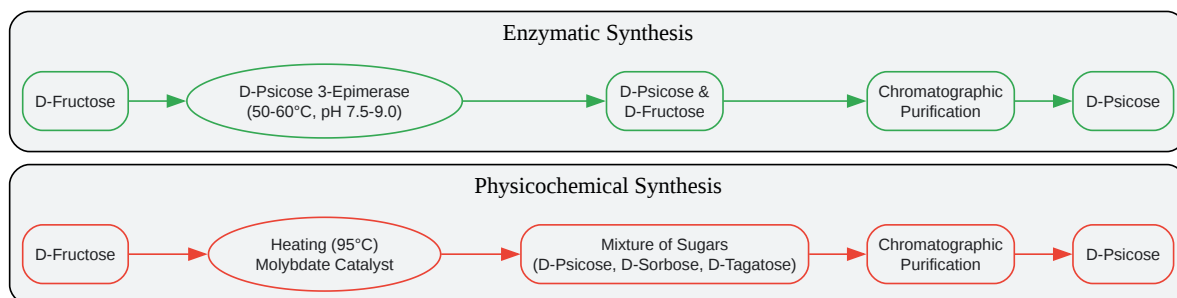 Enzymatic Synthesis
D-Fructose
D-Psicose 3-Epimerase
(50-60°C, pH 7.5-9.0)
D-Psicose &
D-Fructose
Chromatographic
Purification
D-Psicose
Physicochemical Synthesis
D-Fructose
Heating (95°C)
Molybdate Catalyst
Mixture of Sugars
(D-Psicose, D-Sorbose, D-Tagatose)
Chromatographic
Purification
D-Psicose